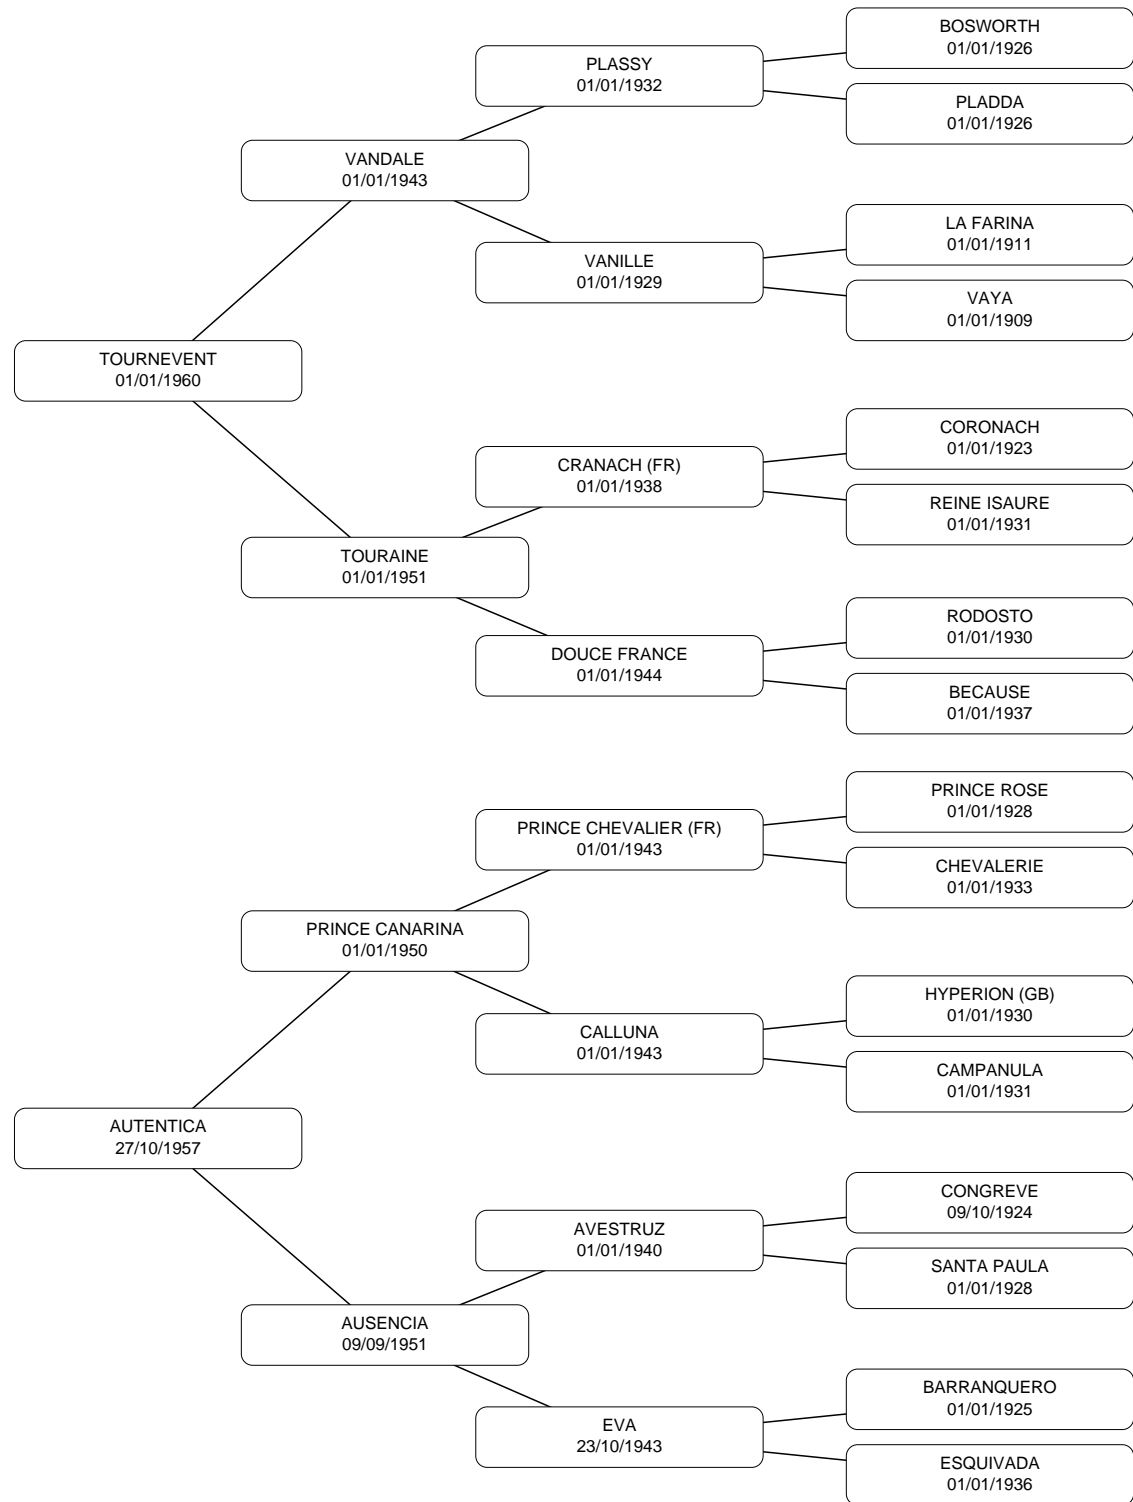 BOSWORTH
01/01/1926
PLASSY
01/01/1932
PLADDA
01/01/1926
VANDALE
01/01/1943
LA FARINA
01/01/1911
VANILLE
01/01/1929
VAYA
01/01/1909
TOURNEVENT
01/01/1960
CORONACH
01/01/1923
CRANACH (FR)
01/01/1938
REINE ISAURE
01/01/1931
TOURAINE
01/01/1951
RODOSTO
01/01/1930
DOUCE FRANCE
01/01/1944
BECAUSE
01/01/1937
PRINCE ROSE
01/01/1928
PRINCE CHEVALIER (FR)
01/01/1943
CHEVALERIE
01/01/1933
PRINCE CANARINA
01/01/1950
HYPERION (GB)
01/01/1930
CALLUNA
01/01/1943
CAMPANULA
01/01/1931
AUTENTICA
27/10/1957
CONGREVE
09/10/1924
AVESTRUZ
01/01/1940
SANTA PAULA
01/01/1928
AUSENCIA
09/09/1951
BARRANQUERO
01/01/1925
EVA
23/10/1943
ESQUIVADA
01/01/1936